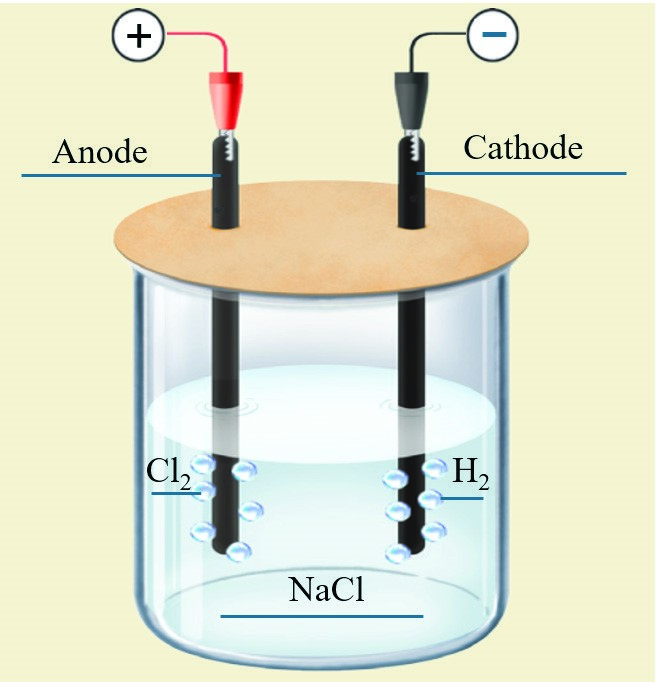 +
−
Anode
Cathode
Cl₂
H₂
NaCl